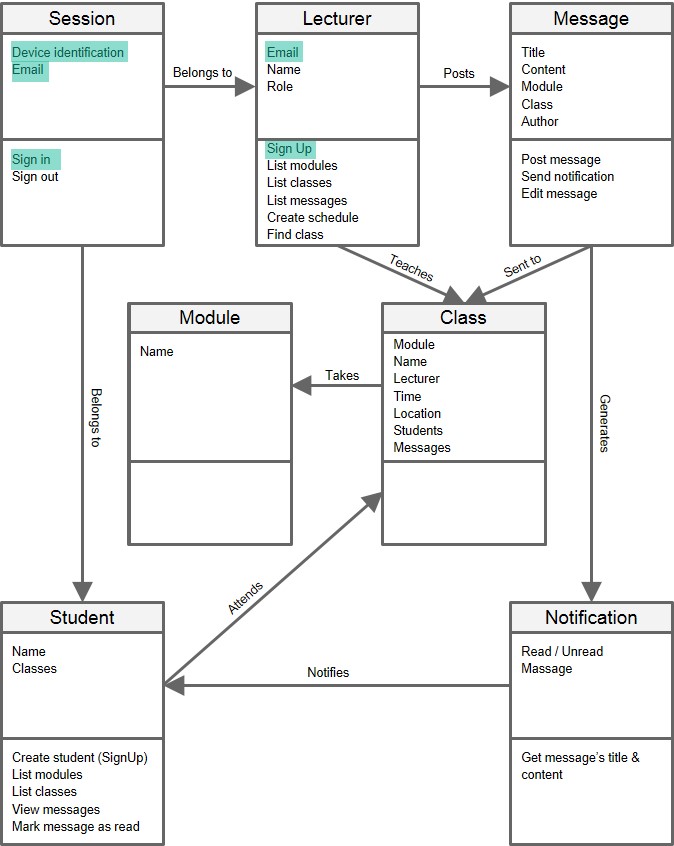 Session
Device identification
Email
Sign in
Sign out
Belongs to
Lecturer
Email
Name
Role
Sign Up
List modules
List classes
List messages
Create schedule
Find class
Posts
Message
Title
Content
Module
Class
Author
Post message
Send notification
Edit message
Teaches
Sent to
Module
Name
Takes
Class
Module
Name
Lecturer
Time
Location
Students
Messages
Belongs to
Generates
Attends
Student
Name
Classes
Create student (SignUp)
List modules
List classes
View messages
Mark message as read
Notifies
Notification
Read / Unread
Massage
Get message's title &
content